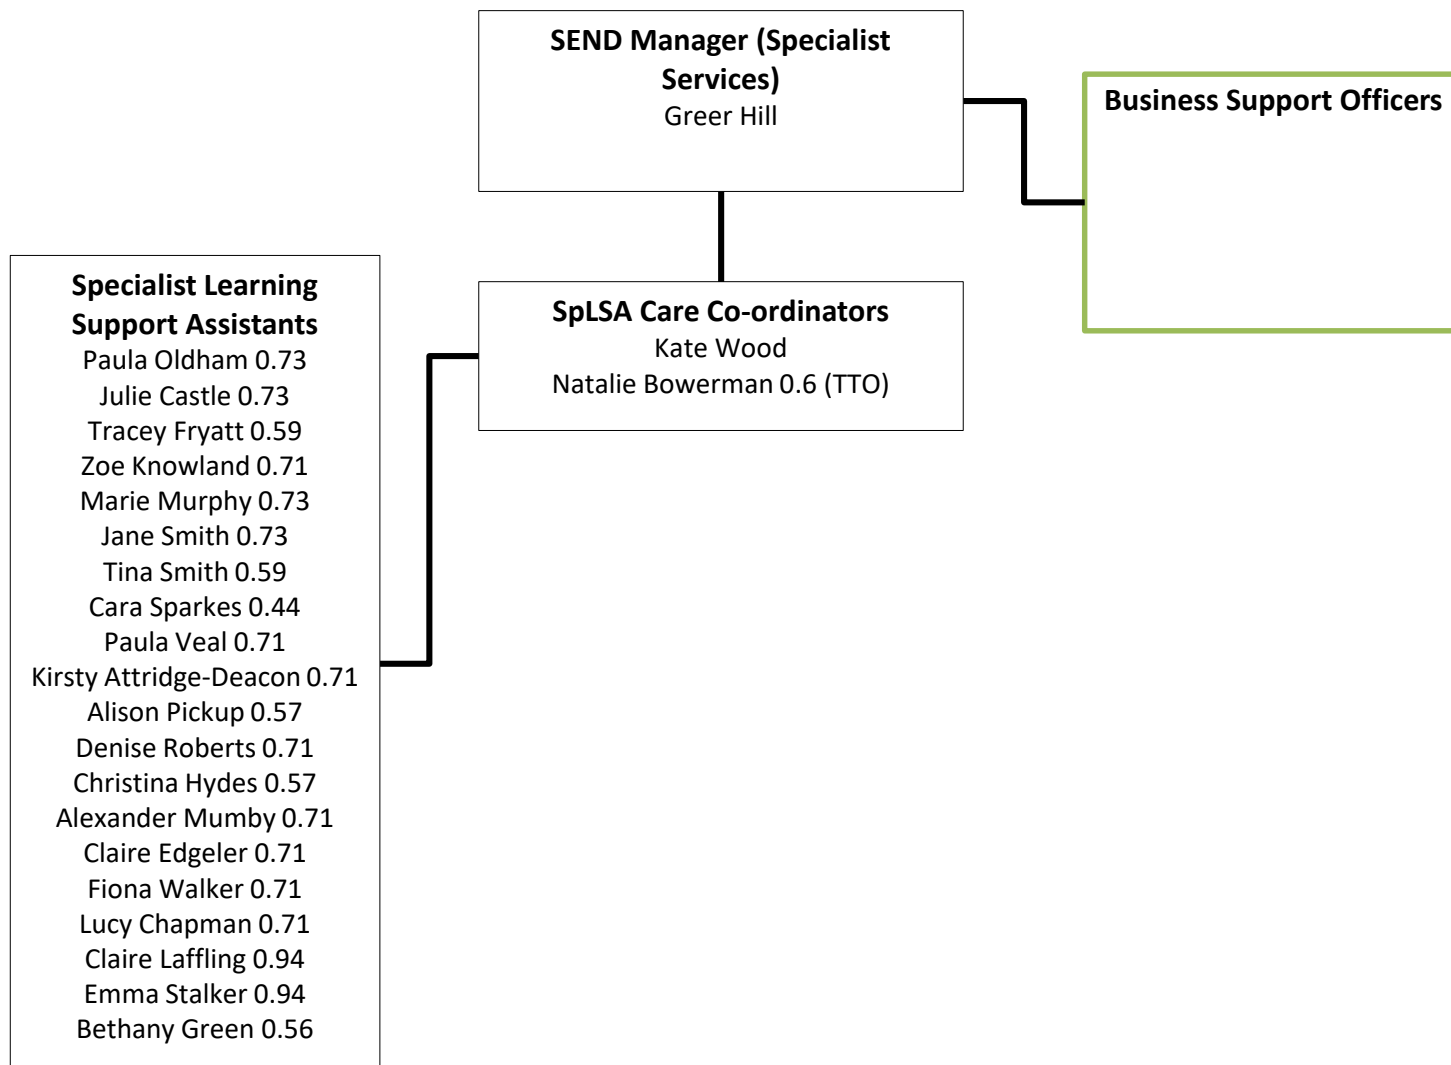 SEND Manager (Specialist
Services)
Greer Hill
Business Support Officers
SpLSA Care Co-ordinators
Kate Wood
Natalie Bowerman 0.6 (TTO)
Specialist Learning
Support Assistants
Paula Oldham 0.73
Julie Castle 0.73
Tracey Fryatt 0.59
Zoe Knowland 0.71
Marie Murphy 0.73
Jane Smith 0.73
Tina Smith 0.59
Cara Sparkes 0.44
Paula Veal 0.71
Kirsty Attridge-Deacon 0.71
Alison Pickup 0.57
Denise Roberts 0.71
Christina Hydes 0.57
Alexander Mumby 0.71
Claire Edgeler 0.71
Fiona Walker 0.71
Lucy Chapman 0.71
Claire Laffling 0.94
Emma Stalker 0.94
Bethany Green 0.56